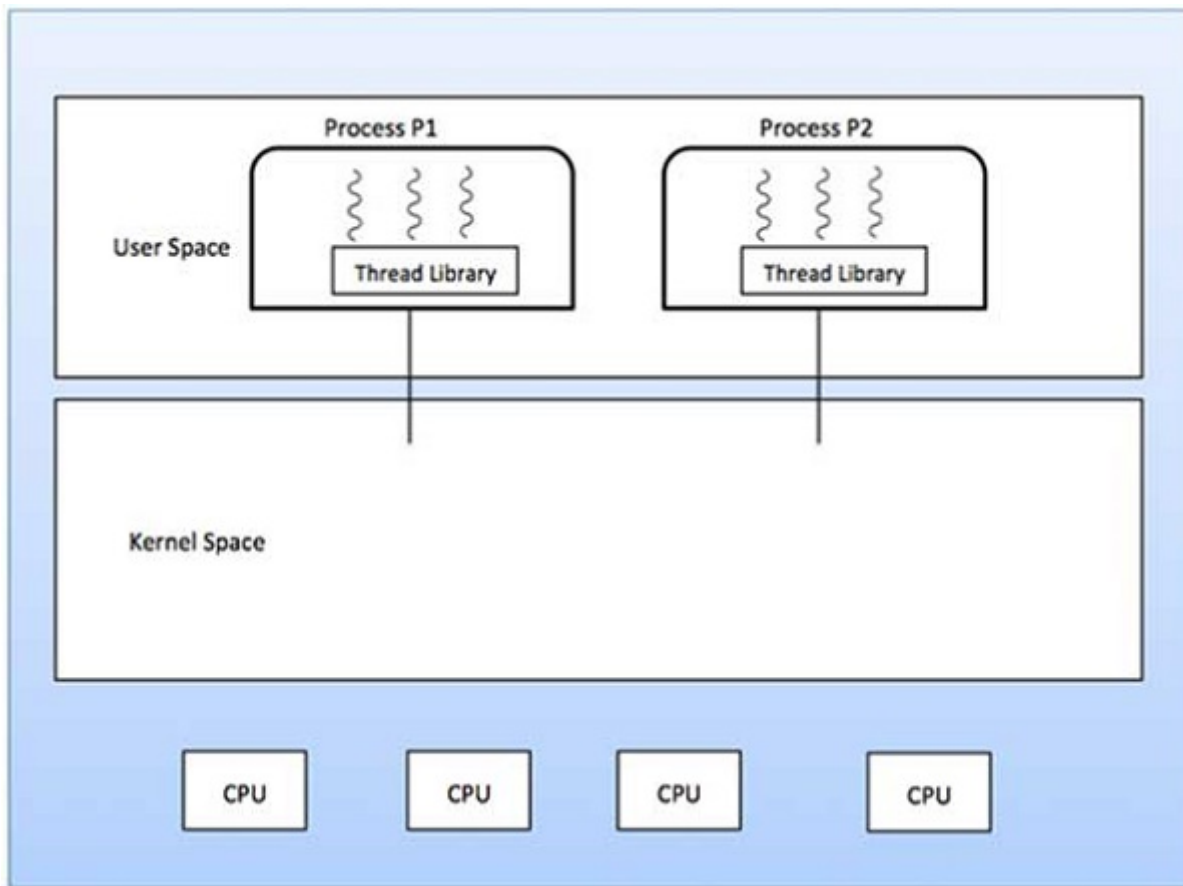 Process P1
Process P2
User Space
Thread Library
Thread Library
Kernel Space
CPU
CPU
CPU
CPU